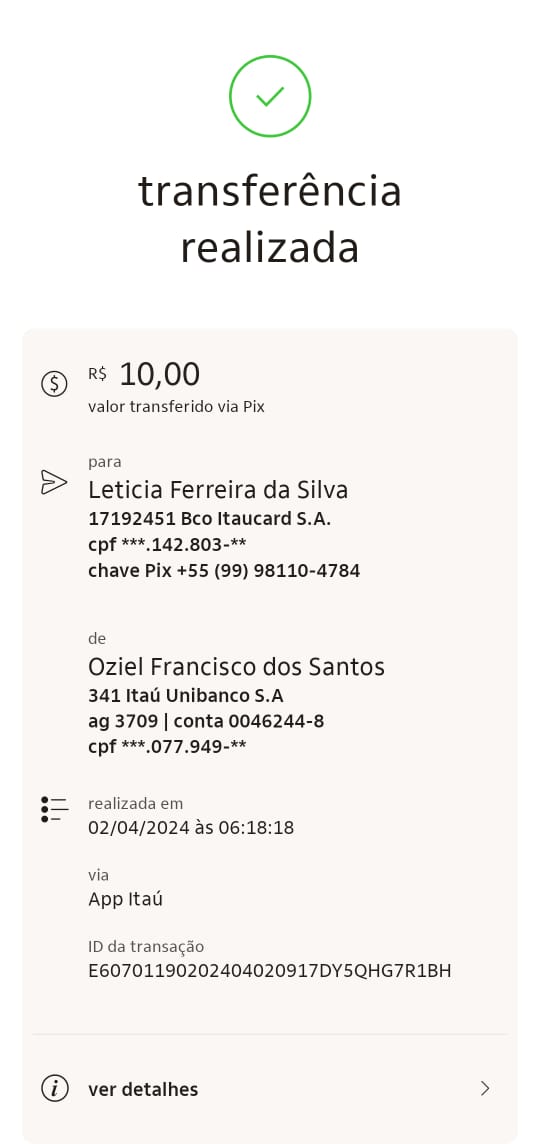 transferência
realizada
R$ 10,00
valor transferido via Pix
para
Leticia Ferreira da Silva
17192451 Bco Itaucard S.A.
cpf ***.142.803-**
chave Pix +55 (99) 98110-4784
de
Oziel Francisco dos Santos
341 Itaú Unibanco S.A
ag 3709 | conta 0046244-8
cpf ***.077.949-**
realizada em
02/04/2024 às 06:18:18
via
App Itaú
ID da transação
E60701190202404020917DY5QHG7R1BH
ver detalhes